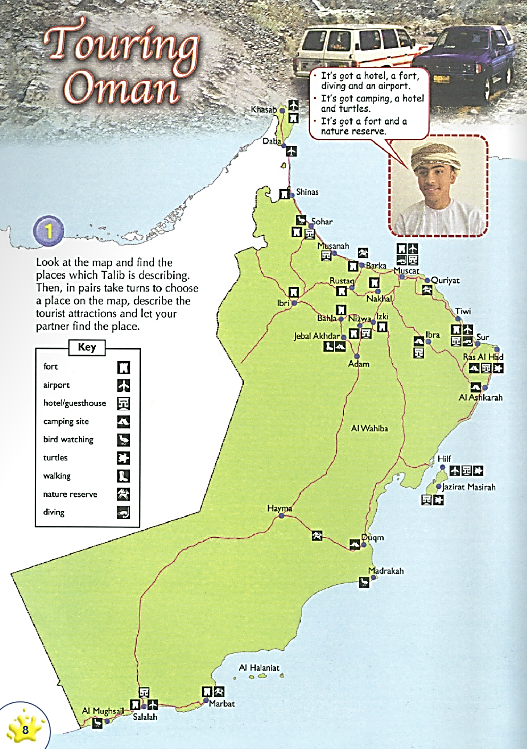 Touring
Oman
• It's got a hotel, a fort,
diving and an airport.
• It's got camping, a hotel
and turtles.
• It's got a fort and a
nature reserve.
1
Look at the map and find the
places which Talib is describing.
Then, in pairs take turns to choose
a place on the map, describe the
tourist attractions and let your
partner find the place.
Key
fort
airport
hotel/guesthouse
camping site
bird watching
turtles
walking
nature reserve
diving
Khasab
Daba
Shinas
Sohar
Musanah
Barka
Muscat
Rustaq
Quriyat
Nakhal
Ibri
Tiwi
Bahla
Nizwa
Izki
Jebal Akhdar
Ibra
Sur
Ras Al Had
Adam
Al Ashkarah
Al Wahiba
Hilf
Jazirat Masirah
Hayma
Duqm
Madrakah
Al Halaniat
Al Mughsail
Salalah
Marbat
8